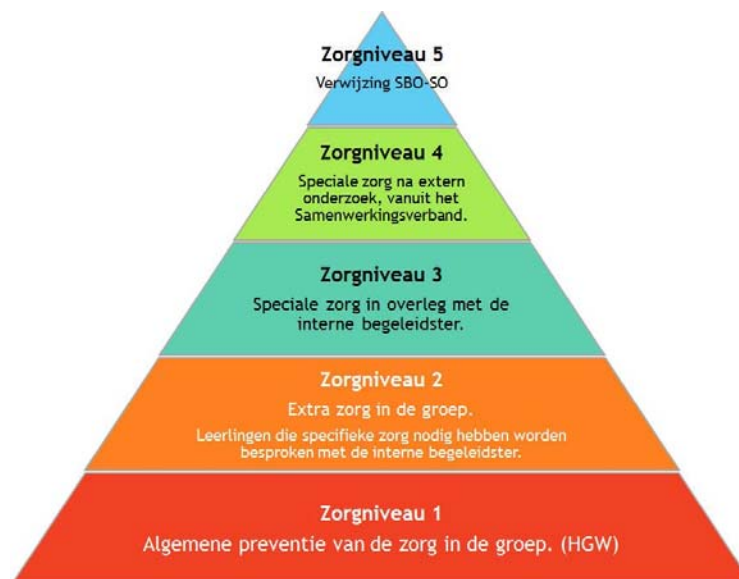 Zorgniveau 5
Verwijzing SBO-SO
Zorgniveau 4
Speciale zorg na extern
onderzoek, vanuit het
Samenwerkingsverband.
Zorgniveau 3
Speciale zorg in overleg met de
interne begeleidster.
Zorgniveau 2
Extra zorg in de groep.
Leerlingen die specifieke zorg nodig hebben worden
besproken met de interne begeleidster.
Zorgniveau 1
Algemene preventie van de zorg in de groep. (HGW)